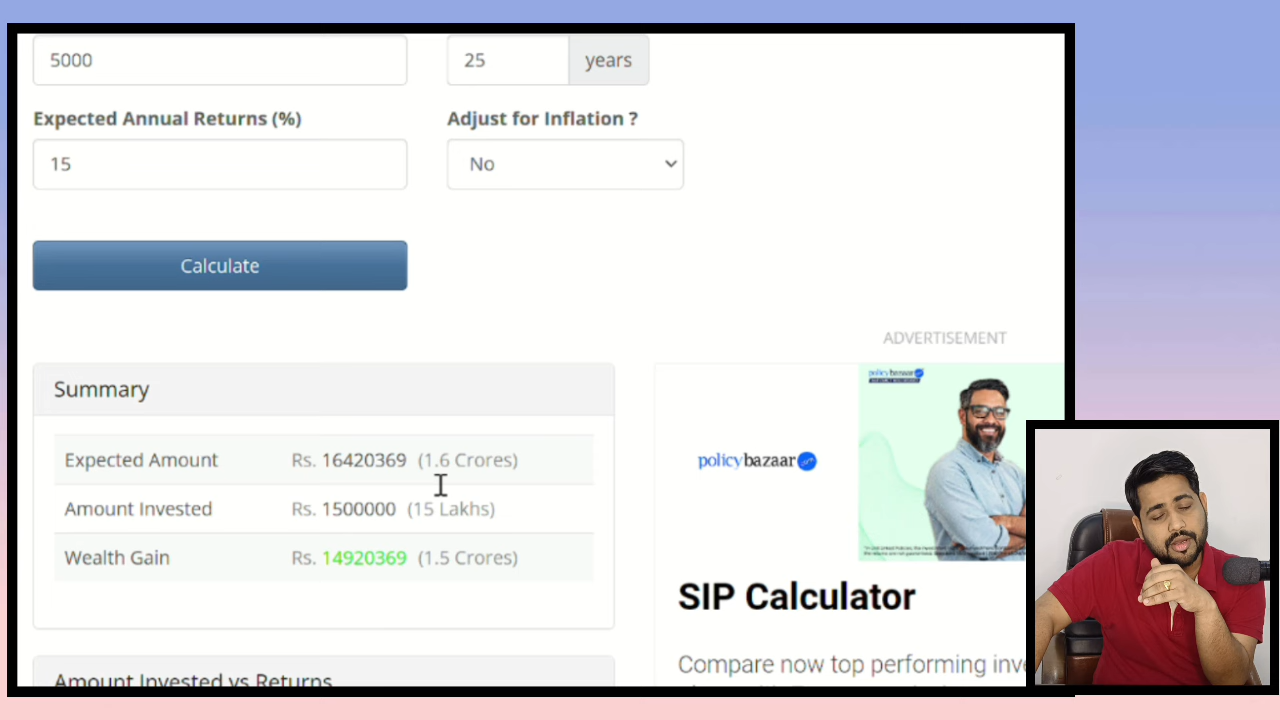 5000
25 years
Expected Annual Returns (%)
Adjust for Inflation ?
15
No
Calculate
ADVERTISEMENT
Summary
Expected Amount Rs. 16420369 (1.6 Crores)
Amount Invested Rs. 1500000 (15 Lakhs)
Wealth Gain Rs. 14920369 (1.5 Crores)
policy bazaar
policybazaar
SIP Calculator
Compare now top performing inve
Amount Invested vs Returns